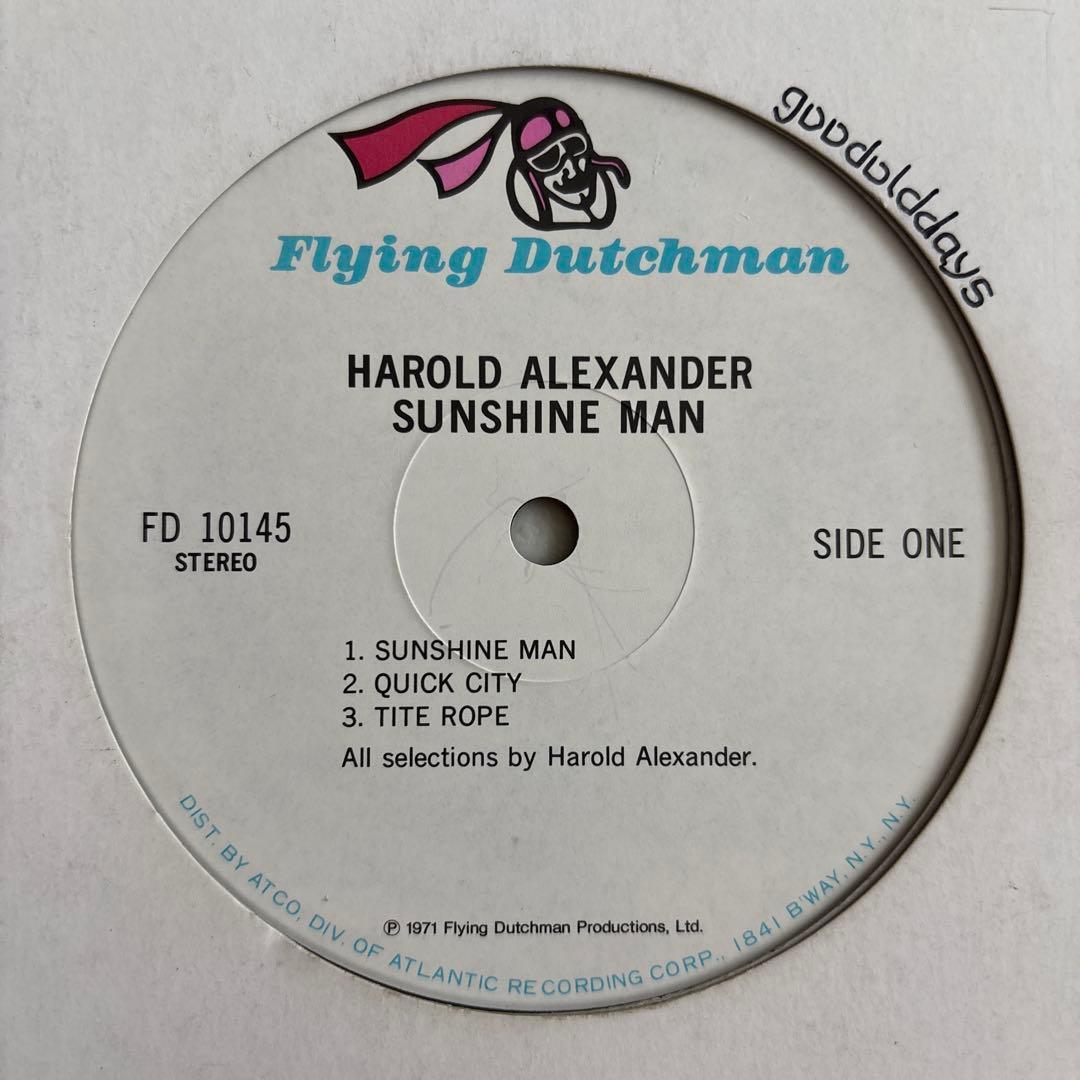 gooddolddays
Flying Dutchman
HAROLD ALEXANDER
SUNSHINE MAN
FD 10145
STEREO
SIDE ONE
1. SUNSHINE MAN
2. QUICK CITY
3. TITE ROPE
All selections by Harold Alexander.
℗ 1971 Flying Dutchman Productions, Ltd.
DIST. BY ATCO, DIV. OF ATLANTIC RECORDING CORP., 1841 B'WAY, N.Y., N.Y.